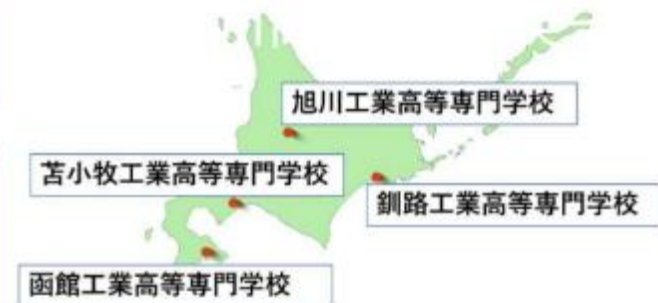 旭川工業高等専門学校
苫小牧工業高等専門学校
釧路工業高等専門学校
函館工業高等専門学校